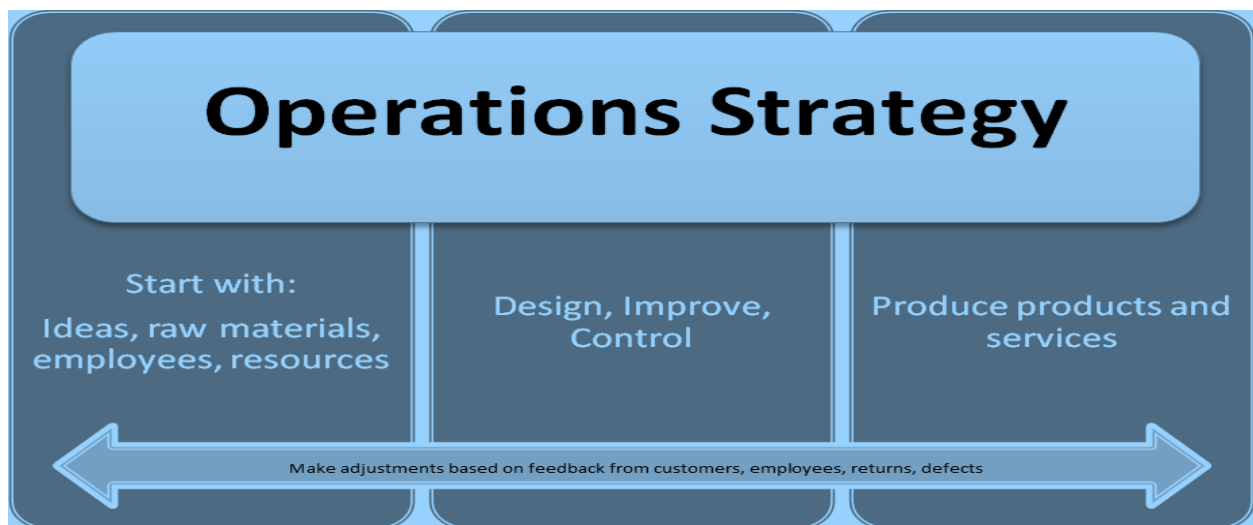 Operations Strategy
Start with:
Ideas, raw materials,
employees, resources
Design, Improve,
Control
Produce products and
services
Make adjustments based on feedback from customers, employees, returns, defects